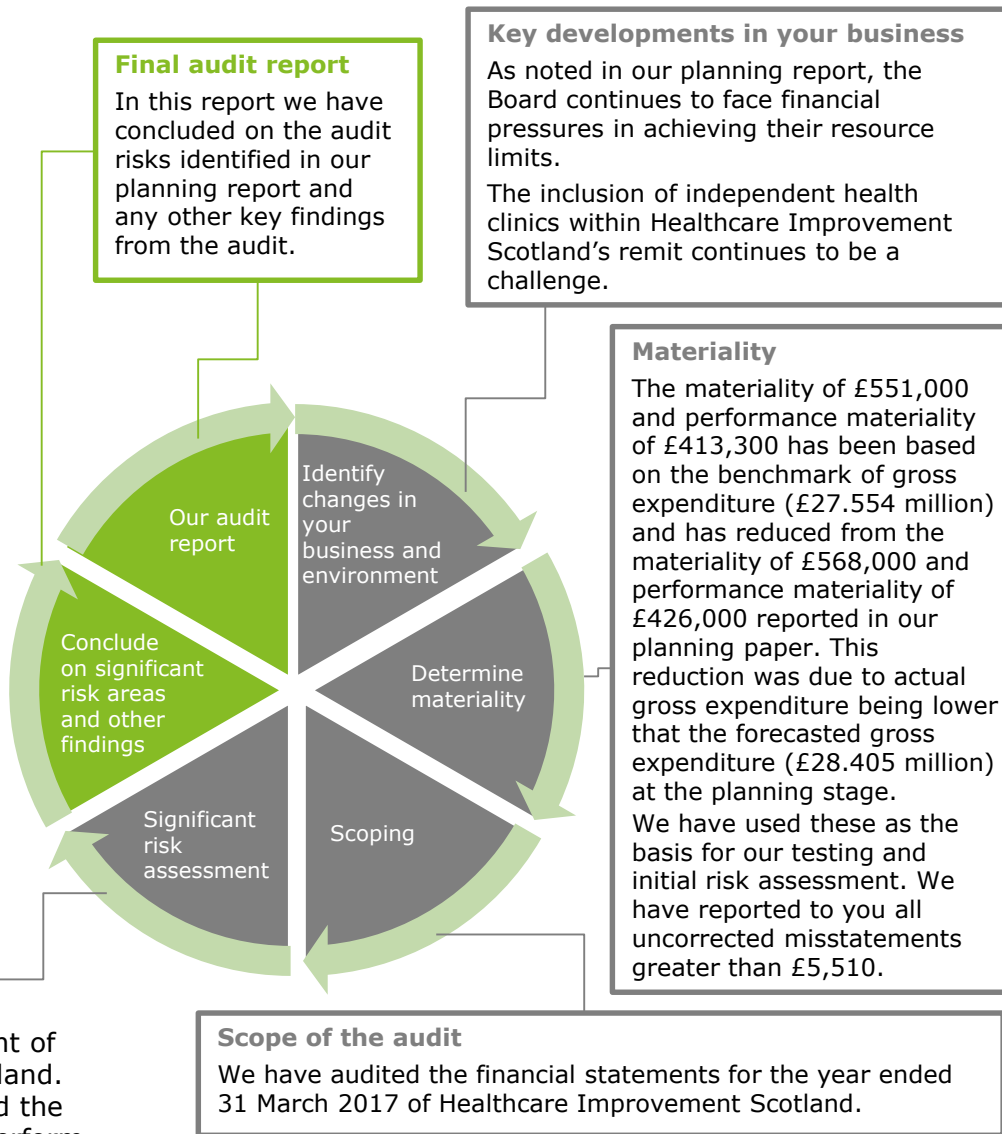 Final audit report
In this report we have
concluded on the audit
risks identified in our
planning report and
any other key findings
from the audit.
Key developments in your business
As noted in our planning report, the
Board continues to face financial
pressures in achieving their resource
limits.
The inclusion of independent health
clinics within Healthcare Improvement
Scotland's remit continues to be a
challenge.
Materiality
The materiality of £551,000
and performance materiality
of £413,300 has been based
on the benchmark of gross
expenditure (£27.554 million)
and has reduced from the
materiality of £568,000 and
performance materiality of
£426,000 reported in our
planning paper. This
reduction was due to actual
gross expenditure being lower
that the forecasted gross
expenditure (£28.405 million)
at the planning stage.
We have used these as the
basis for our testing and
initial risk assessment. We
have reported to you all
uncorrected misstatements
greater than £5,510.
Identify
changes in
your
business and
environment
Determine
materiality
Scoping
Significant
risk
assessment
Conclude
on significant
risk areas
and other
findings
Our audit
report
Scope of the audit
We have audited the financial statements for the year ended
31 March 2017 of Healthcare Improvement Scotland.
nt of
land.
d the